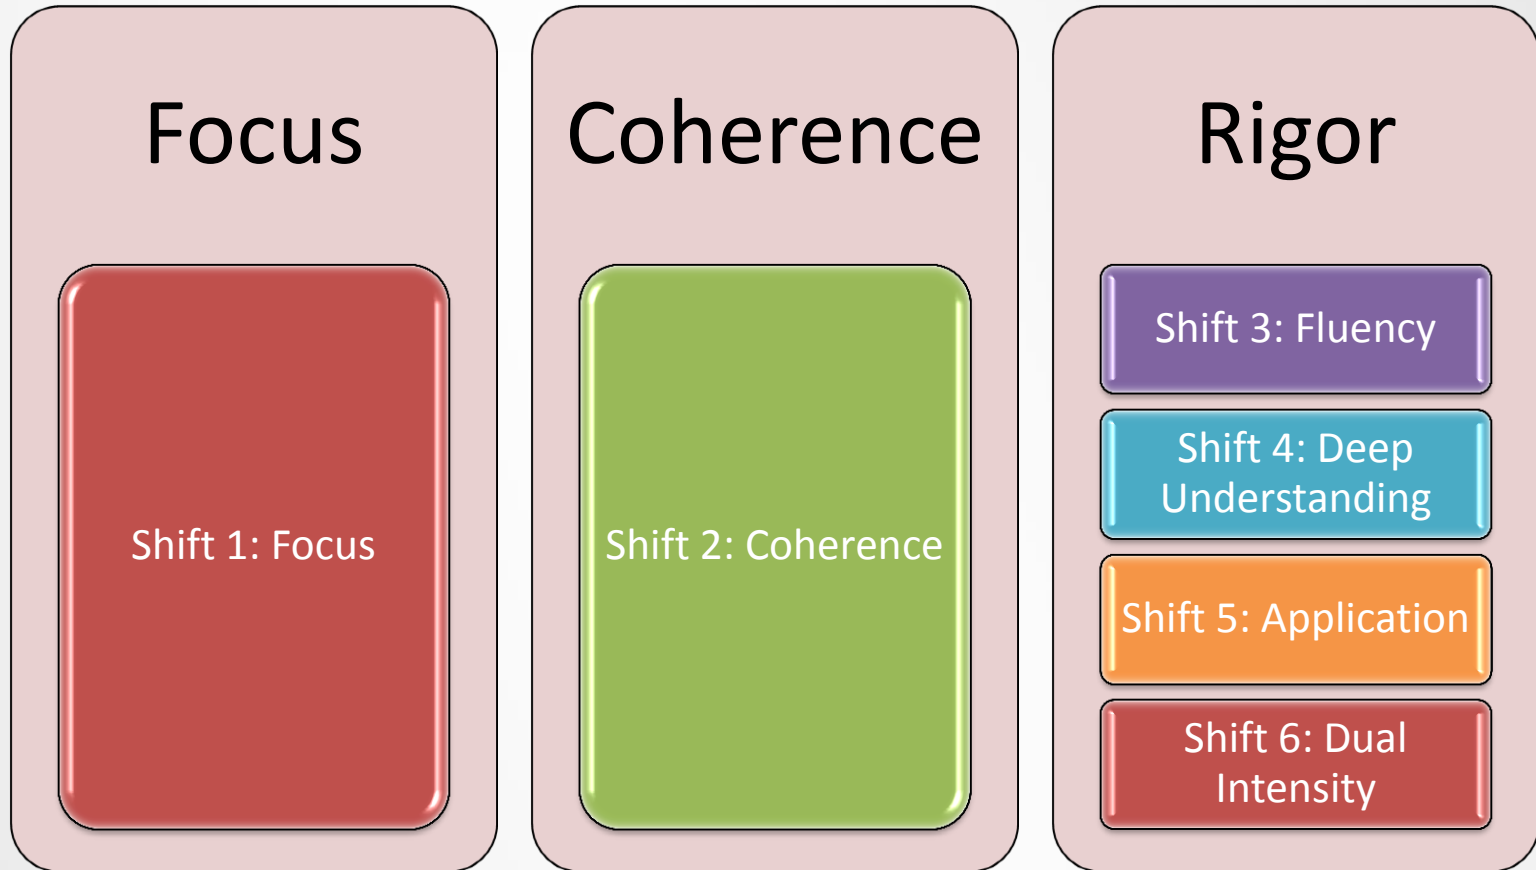 Focus
Shift 1: Focus
Coherence
Shift 2: Coherence
Rigor
Shift 3: Fluency
Shift 4: Deep
Understanding
Shift 5: Application
Shift 6: Dual
Intensity